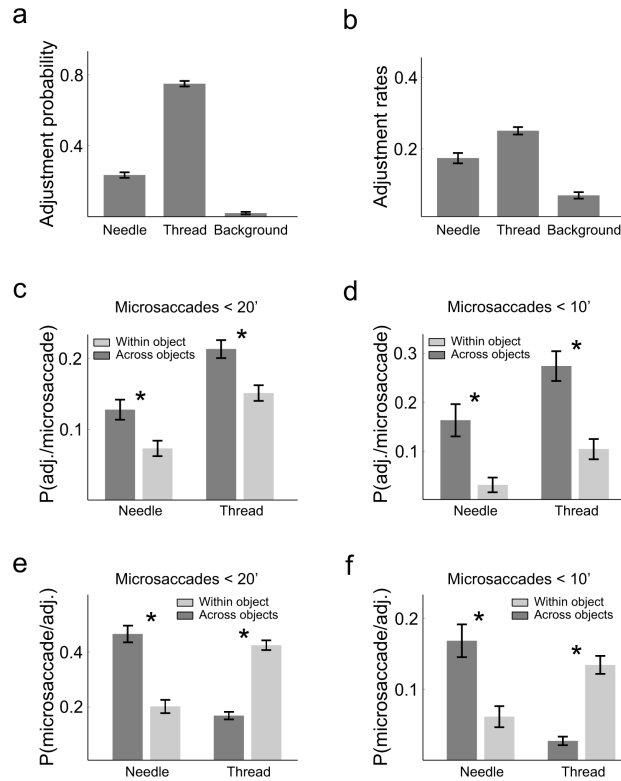 a
Adjustment probability
0.8
0.4
Needle Thread Background
b
Adjustment rates
0.4
0.2
Needle Thread Background
c
Microsaccades < 20'
P(adj./microsaccade)
Within object
Across objects
*
*
0.2
0.1
Needle Thread
d
Microsaccades < 10'
P(adj./microsaccade)
Within object
Across objects
*
*
0.3
0.2
0.1
Needle Thread
e
Microsaccades < 20'
P(microsaccade/adj.)
Within object
Across objects
*
*
0.4
0.2
Needle Thread
f
Microsaccades < 10'
P(microsaccade/adj.)
Within object
Across objects
*
*
0.2
0.1
Needle Thread